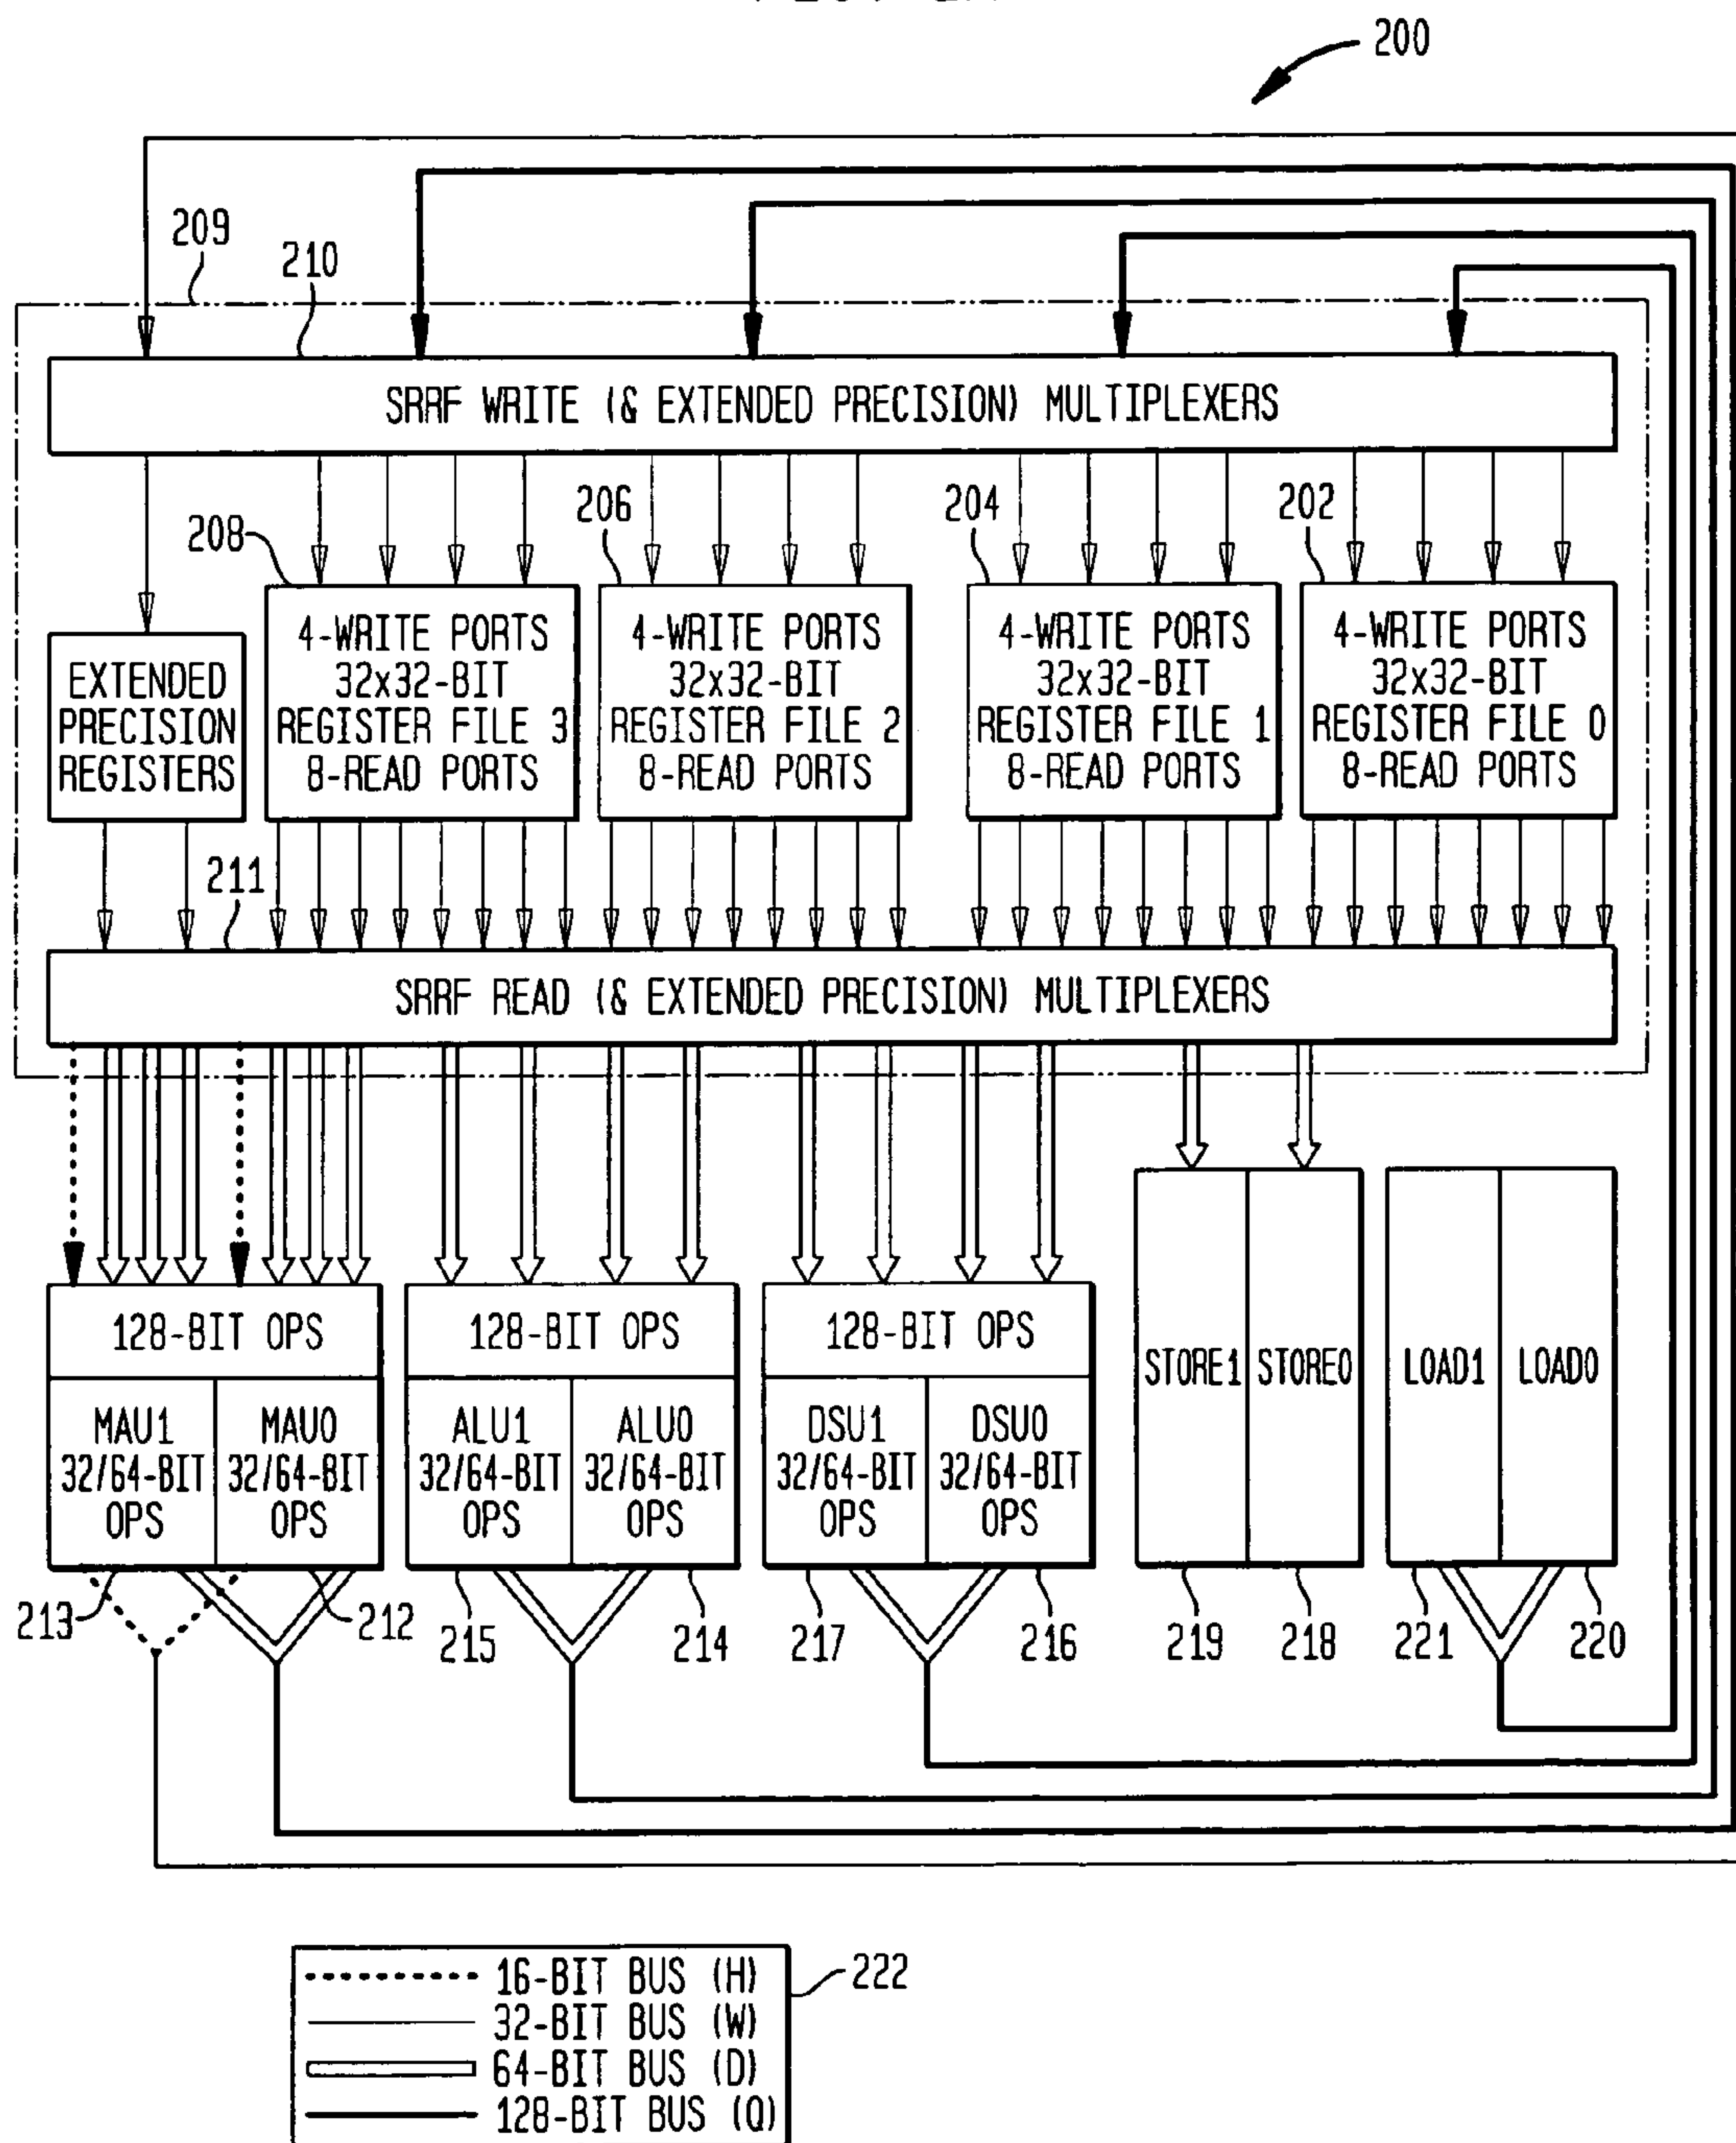 200
209
210
SRRF WRITE (& EXTENDED PRECISION) MULTIPLEXERS
208
206
204
202
EXTENDED
PRECISION
REGISTERS
4-WRITE PORTS
32x32-BIT
REGISTER FILE 3
8-READ PORTS
4-WRITE PORTS
32x32-BIT
REGISTER FILE 2
8-READ PORTS
4-WRITE PORTS
32x32-BIT
REGISTER FILE 1
8-READ PORTS
4-WRITE PORTS
32x32-BIT
REGISTER FILE 0
8-READ PORTS
211
SRRF READ (& EXTENDED PRECISION) MULTIPLEXERS
128-BIT OPS
MAU1
32/64-BIT
OPS
MAU0
32/64-BIT
OPS
128-BIT OPS
ALU1
32/64-BIT
OPS
ALU0
32/64-BIT
OPS
128-BIT OPS
DSU1
32/64-BIT
OPS
DSU0
32/64-BIT
OPS
STORE1
STORE0
LOAD1
LOAD0
213
212
215
214
217
216
219
218
221
220
16-BIT BUS (H)
32-BIT BUS (W)
64-BIT BUS (D)
128-BIT BUS (Q)
222